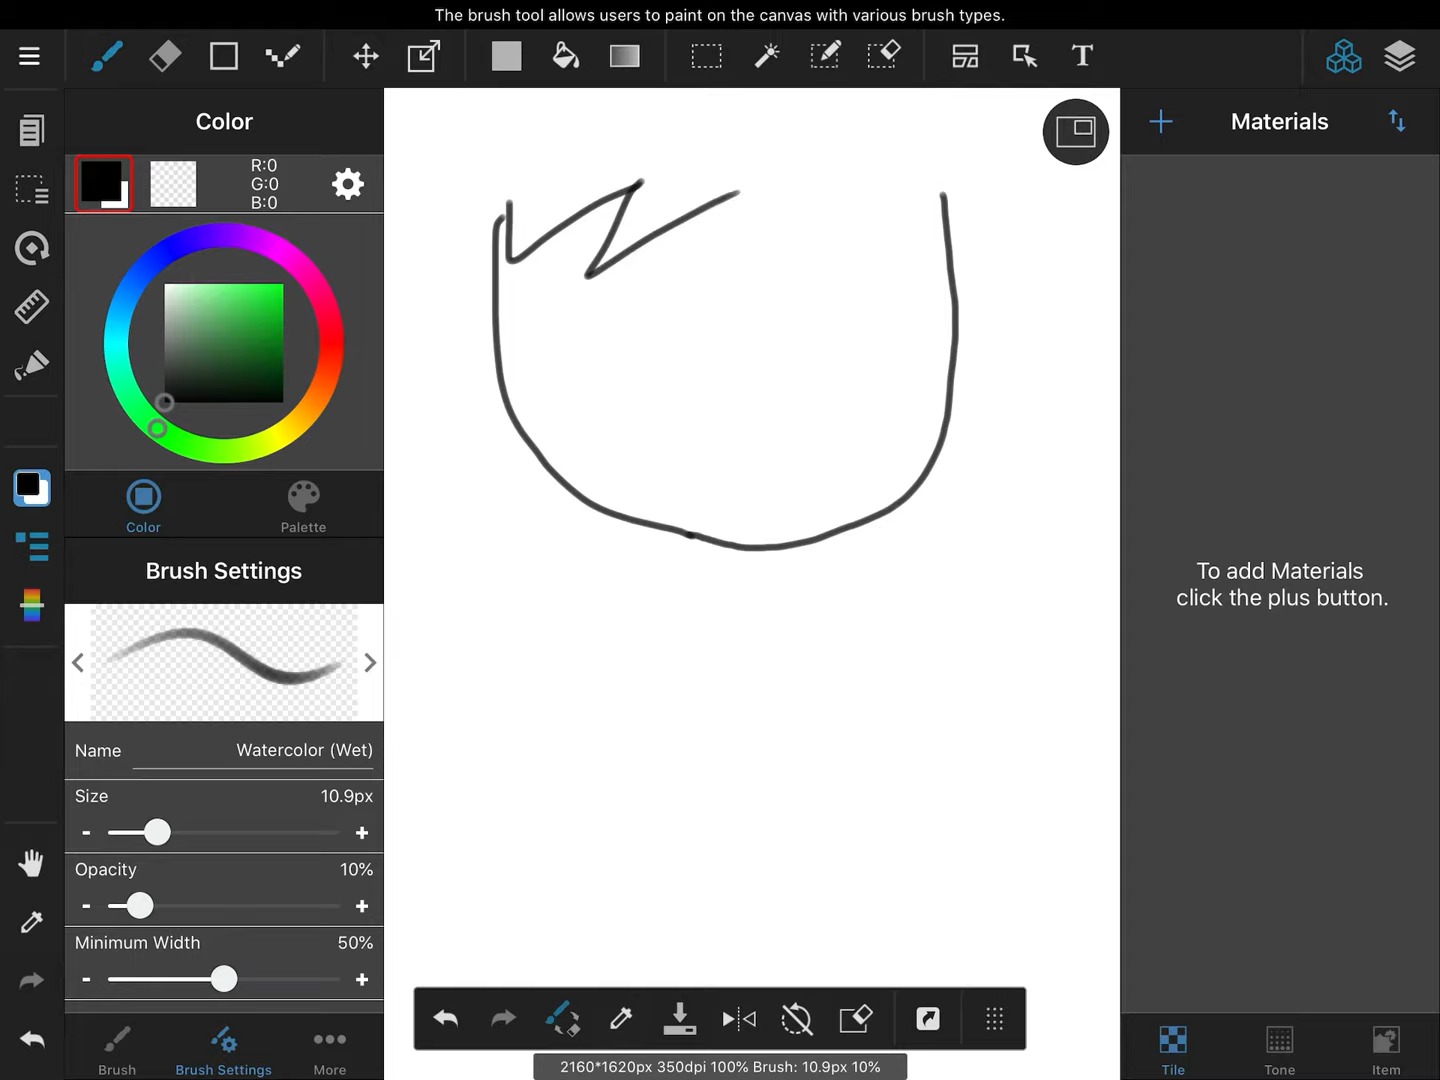 The brush tool allows users to paint on the canvas with various brush types.
T
Color
R:0
G:0
B:0
Color
Palette
Brush Settings
Name
Watercolor (Wet)
Size
10.9px
-
+
Opacity
10%
-
+
Minimum Width
50%
-
+
Brush
Brush Settings
More
2160*1620px 350dpi 100% Brush: 10.9px 10%
Materials
To add Materials
click the plus button.
Tile
Tone
Item